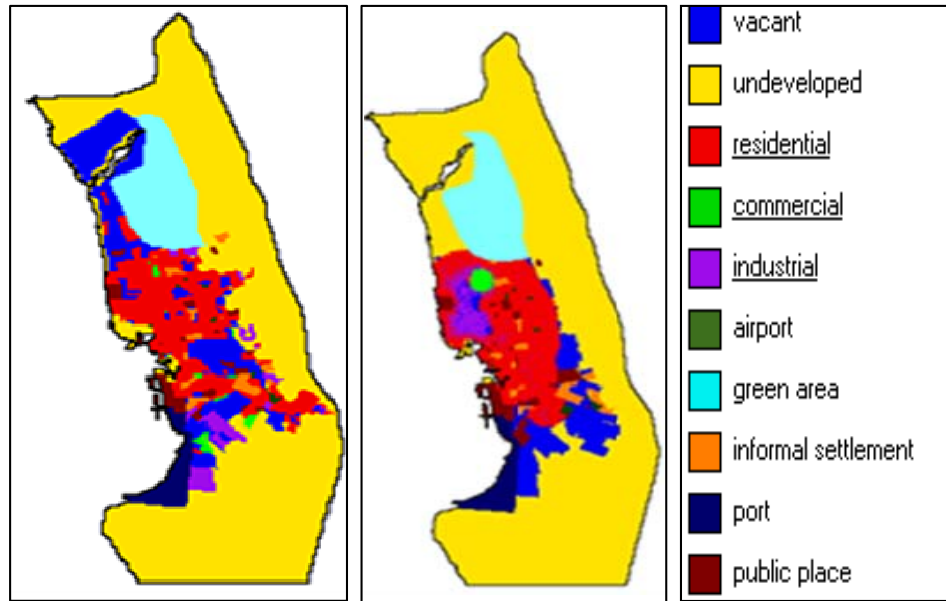 vacant
undeveloped
residential
commercial
industrial
airport
green area
informal settlement
port
public place